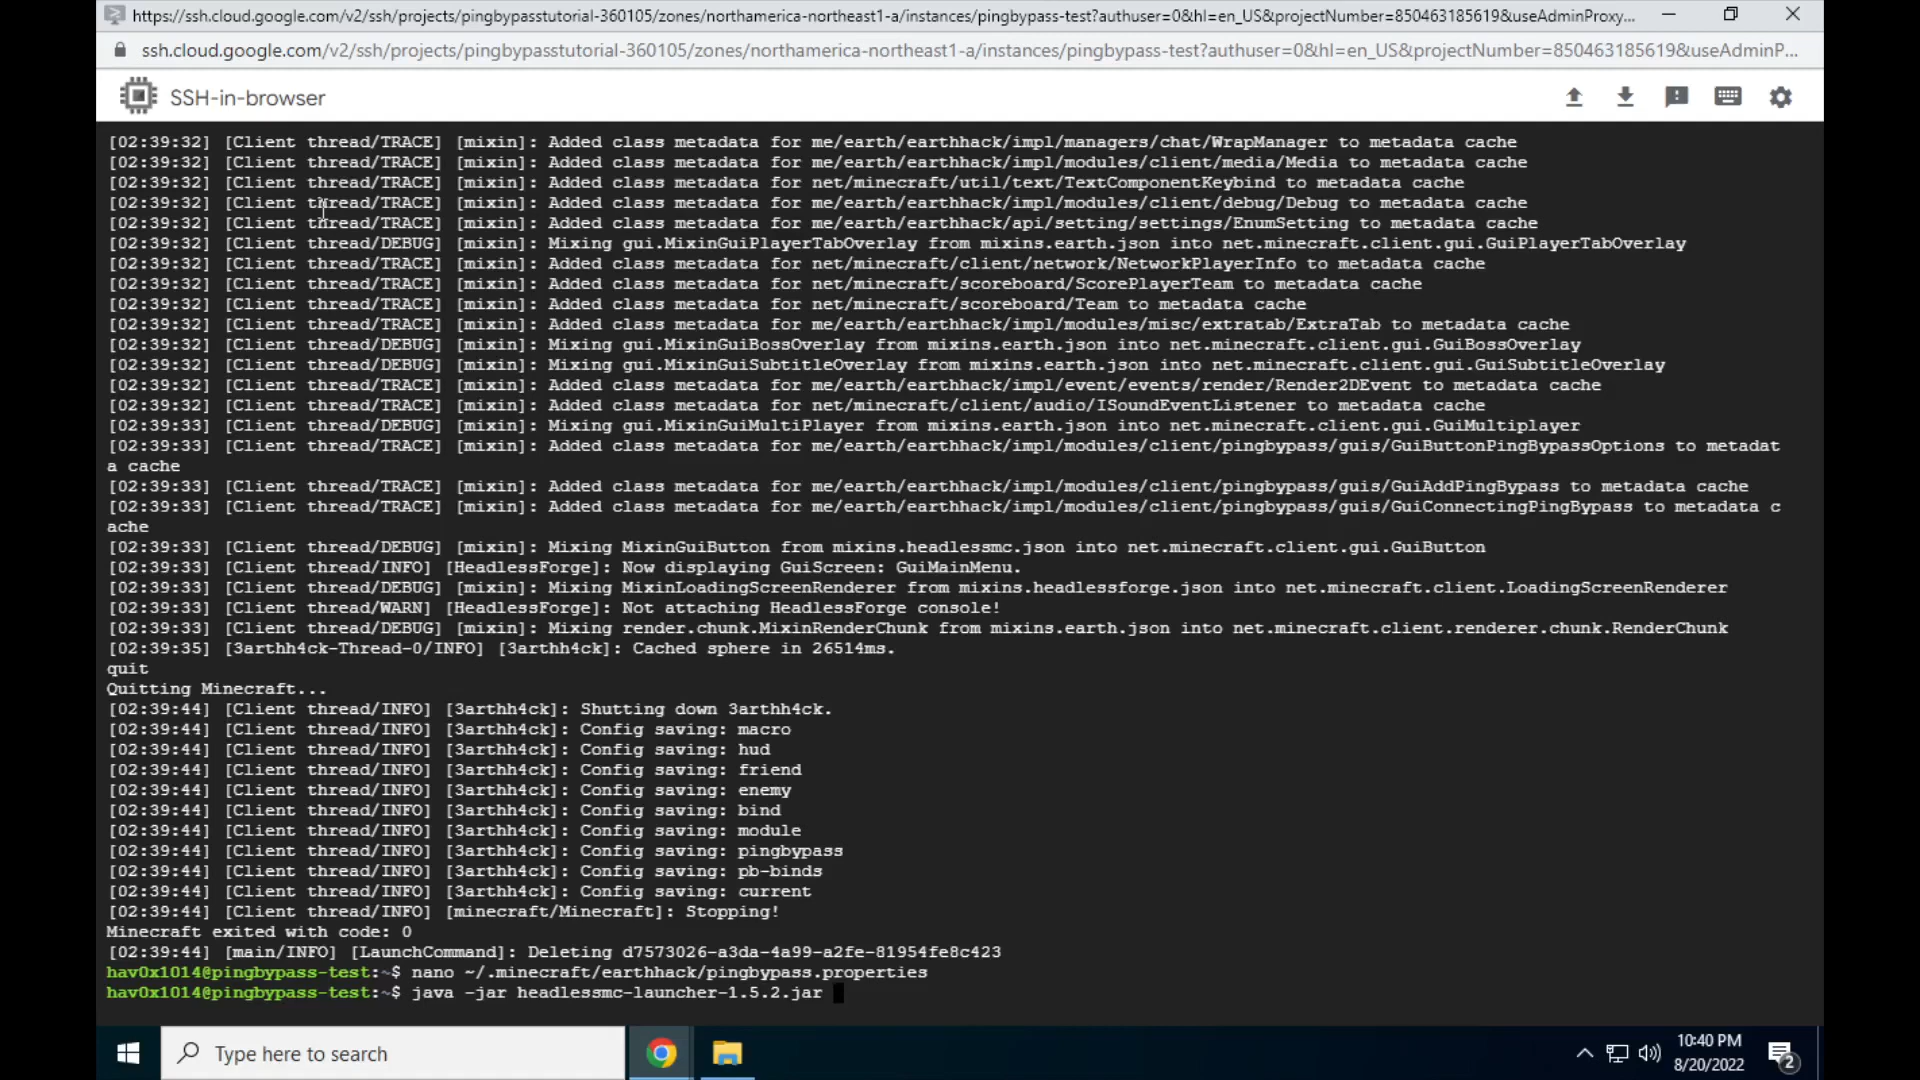 https://ssh.cloud.google.com/v2/ssh/projects/pingbypasstutorial-360105/zones/northamerica-northeast1-a/instances/pingbypass-test?authuser=0&hl=en_US&projectNumber=850463185619&useAdminProxy...
ssh.cloud.google.com/v2/ssh/projects/pingbypasstutorial-360105/zones/northamerica-northeast1-a/instances/pingbypass-test?authuser=0&hl=en_US&projectNumber=850463185619&useAdminP...
SSH-in-browser
[02:39:32] [Client thread/TRACE] [mixin]: Added class metadata for me/earth/earthhack/impl/managers/chat/WrapManager to metadata cache
[02:39:32] [Client thread/TRACE] [mixin]: Added class metadata for me/earth/earthhack/impl/modules/client/media/Media to metadata cache
[02:39:32] [Client thread/TRACE] [mixin]: Added class metadata for net/minecraft/util/text/TextComponentKeybind to metadata cache
[02:39:32] [Client thread/TRACE] [mixin]: Added class metadata for me/earth/earthhack/impl/modules/client/debug/Debug to metadata cache
[02:39:32] [Client thread/TRACE] [mixin]: Added class metadata for me/earth/earthhack/api/setting/settings/EnumSetting to metadata cache
[02:39:32] [Client thread/DEBUG] [mixin]: Mixing gui.MixinGuiPlayerTabOverlay from mixins.earth.json into net.minecraft.client.gui.GuiPlayerTabOverlay
[02:39:32] [Client thread/TRACE] [mixin]: Added class metadata for net/minecraft/client/network/NetworkPlayerInfo to metadata cache
[02:39:32] [Client thread/TRACE] [mixin]: Added class metadata for net/minecraft/scoreboard/ScorePlayerTeam to metadata cache
[02:39:32] [Client thread/TRACE] [mixin]: Added class metadata for net/minecraft/scoreboard/Team to metadata cache
[02:39:32] [Client thread/TRACE] [mixin]: Added class metadata for me/earth/earthhack/impl/modules/misc/extratab/ExtraTab to metadata cache
[02:39:32] [Client thread/DEBUG] [mixin]: Mixing gui.MixinGuiBossOverlay from mixins.earth.json into net.minecraft.client.gui.GuiBossOverlay
[02:39:32] [Client thread/DEBUG] [mixin]: Mixing gui.MixinGuiSubtitleOverlay from mixins.earth.json into net.minecraft.client.gui.GuiSubtitleOverlay
[02:39:32] [Client thread/TRACE] [mixin]: Added class metadata for me/earth/earthhack/impl/event/events/render/Render2DEvent to metadata cache
[02:39:32] [Client thread/TRACE] [mixin]: Added class metadata for net/minecraft/client/audio/ISoundEventListener to metadata cache
[02:39:33] [Client thread/DEBUG] [mixin]: Mixing gui.MixinGuiMultiPlayer from mixins.earth.json into net.minecraft.client.gui.GuiMultiplayer
[02:39:33] [Client thread/TRACE] [mixin]: Added class metadata for me/earth/earthhack/impl/modules/client/pingbypass/guis/GuiButtonPingBypassOptions to metadat
a cache
[02:39:33] [Client thread/TRACE] [mixin]: Added class metadata for me/earth/earthhack/impl/modules/client/pingbypass/guis/GuiAddPingBypass to metadata cache
[02:39:33] [Client thread/TRACE] [mixin]: Added class metadata for me/earth/earthhack/impl/modules/client/pingbypass/guis/GuiConnectingPingBypass to metadata c
ache
[02:39:33] [Client thread/DEBUG] [mixin]: Mixing MixinGuiButton from mixins.headlessmc.json into net.minecraft.client.gui.GuiButton
[02:39:33] [Client thread/INFO] [HeadlessForge]: Now displaying GuiScreen: GuiMainMenu.
[02:39:33] [Client thread/DEBUG] [mixin]: Mixing MixinLoadingScreenRenderer from mixins.headlessforge.json into net.minecraft.client.LoadingScreenRenderer
[02:39:33] [Client thread/WARN] [HeadlessForge]: Not attaching HeadlessForge console!
[02:39:33] [Client thread/DEBUG] [mixin]: Mixing render.chunk.MixinRenderChunk from mixins.earth.json into net.minecraft.client.renderer.chunk.RenderChunk
[02:39:35] [3arthh4ck-Thread-0/INFO] [3arthh4ck]: Cached sphere in 26514ms.
quit
Quitting Minecraft...
[02:39:44] [Client thread/INFO] [3arthh4ck]: Shutting down 3arthh4ck.
[02:39:44] [Client thread/INFO] [3arthh4ck]: Config saving: macro
[02:39:44] [Client thread/INFO] [3arthh4ck]: Config saving: hud
[02:39:44] [Client thread/INFO] [3arthh4ck]: Config saving: friend
[02:39:44] [Client thread/INFO] [3arthh4ck]: Config saving: enemy
[02:39:44] [Client thread/INFO] [3arthh4ck]: Config saving: bind
[02:39:44] [Client thread/INFO] [3arthh4ck]: Config saving: module
[02:39:44] [Client thread/INFO] [3arthh4ck]: Config saving: pingbypass
[02:39:44] [Client thread/INFO] [3arthh4ck]: Config saving: pb-binds
[02:39:44] [Client thread/INFO] [3arthh4ck]: Config saving: current
[02:39:44] [Client thread/INFO] [minecraft/Minecraft]: Stopping!
Minecraft exited with code: 0
[02:39:44] [main/INFO] [LaunchCommand]: Deleting d7573026-a3da-4a99-a2fe-81954fe8c423
hav0x1014@pingbypass-test:~$ nano ~/.minecraft/earthhack/pingbypass.properties
hav0x1014@pingbypass-test:~$ java -jar headlessmc-launcher-1.5.2.jar
Type here to search
10:40 PM
8/20/2022
2